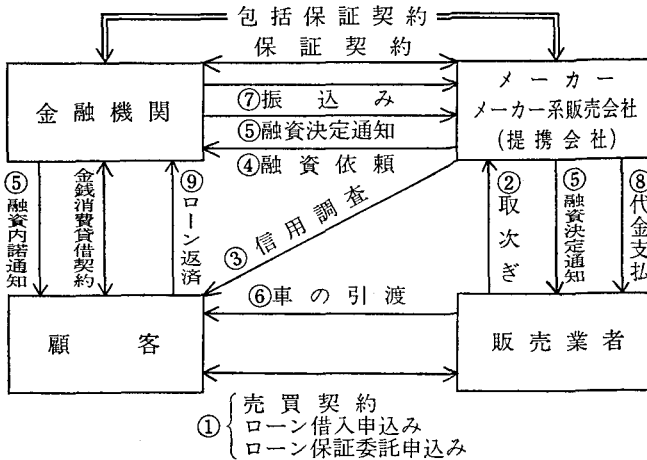 包括保証契約
保証契約
金融機関
メーカー
メーカー系販売会社
(提携会社)
⑦振込み
⑤融資決定通知
④融資依頼
⑤融資内諾通知
金銭消費貸借契約
⑨ローン返済
③信用調査
②取次ぎ
⑤融資決定通知
⑧代金支払
⑥車の引渡
顧客
販売業者
①
売買契約
ローン借入申込み
ローン保証委託申込み